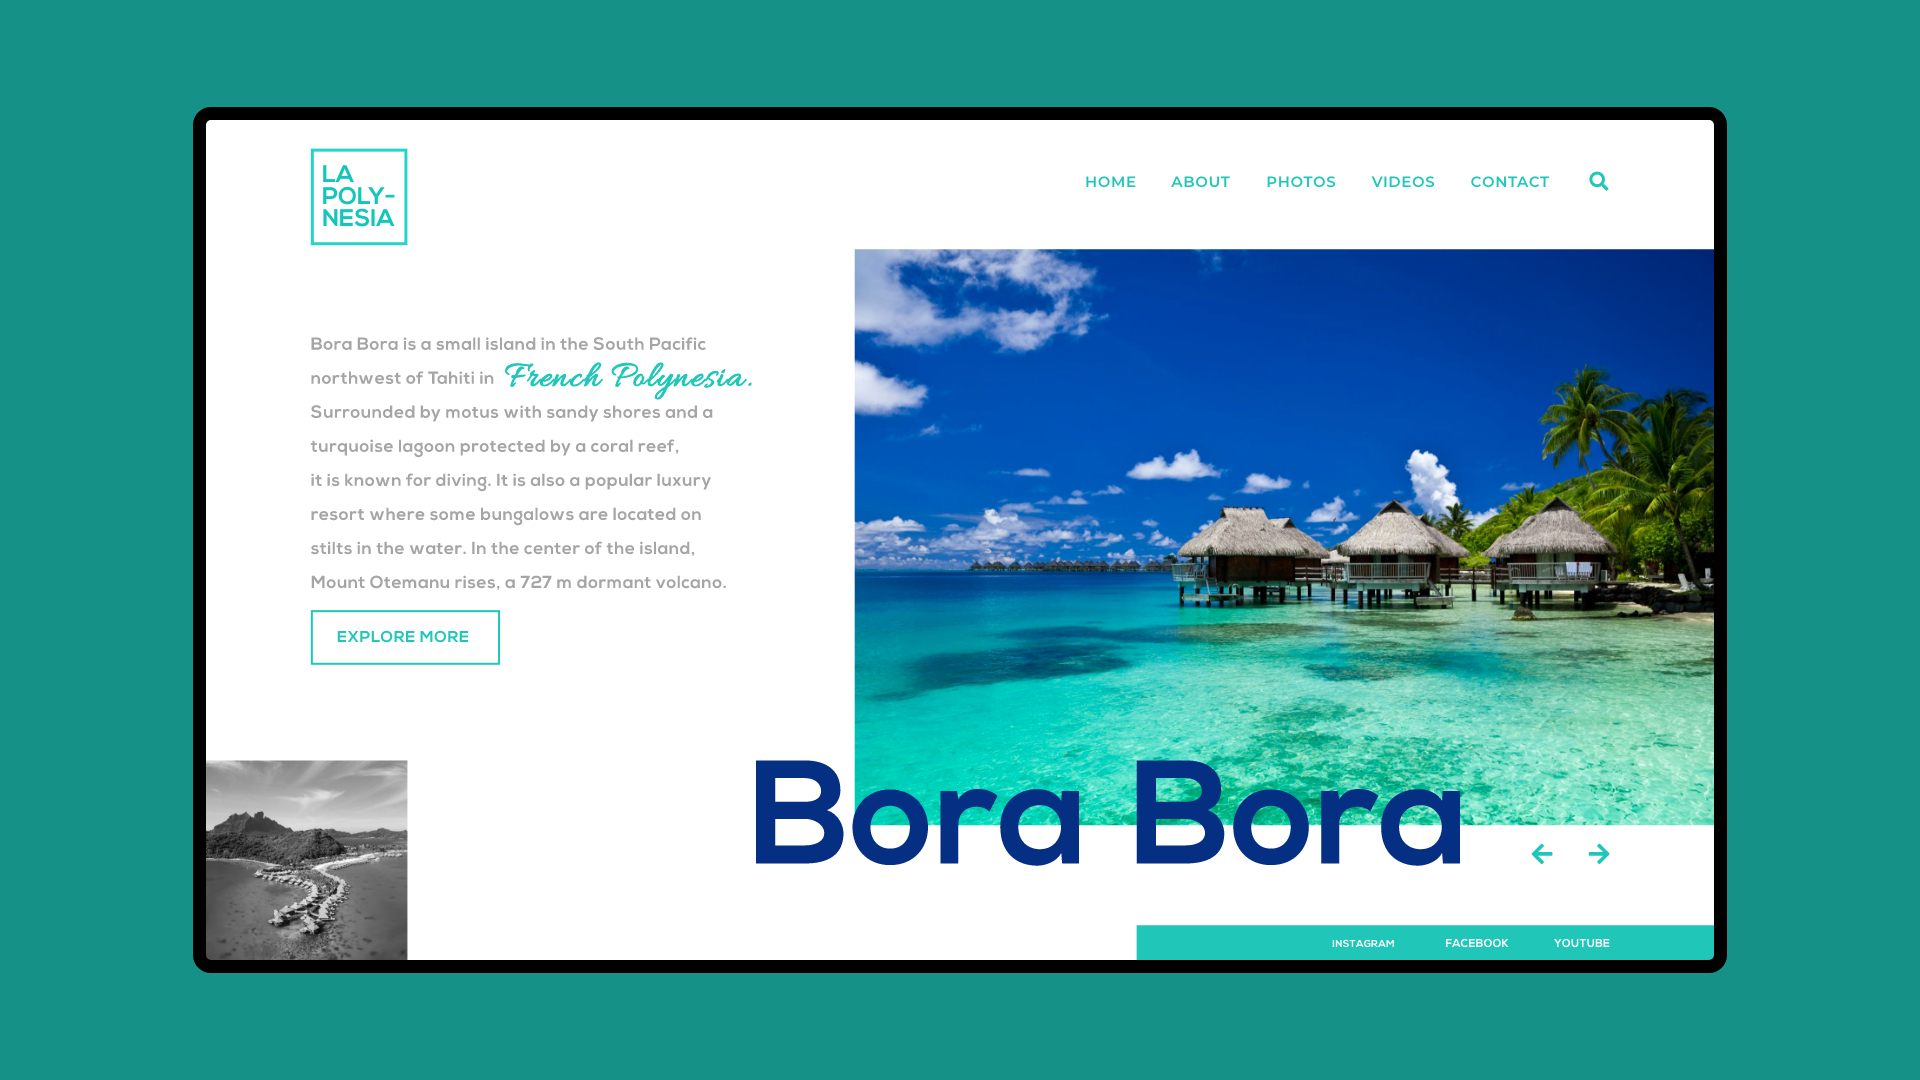 LA
POLY-
NESIA
HOME ABOUT PHOTOS VIDEOS CONTACT
Bora Bora is a small island in the South Pacific
northwest of Tahiti in French Polynesia.
Surrounded by motus with sandy shores and a
turquoise lagoon protected by a coral reef,
it is known for diving. It is also a popular luxury
resort where some bungalows are located on
stilts in the water. In the center of the island,
Mount Otemanu rises, a 727 m dormant volcano.
EXPLORE MORE
Bora Bora
INSTAGRAM FACEBOOK YOUTUBE